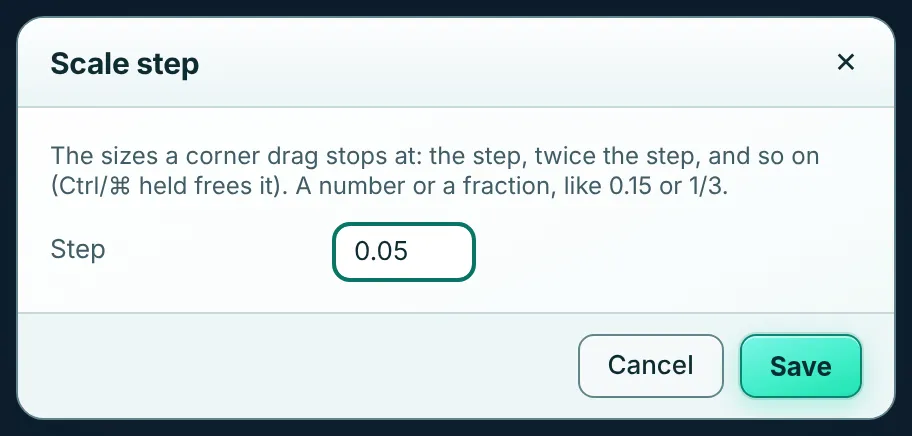 Scale step
✕
The sizes a corner drag stops at: the step, twice the step, and so on
(Ctrl/⌘ held frees it). A number or a fraction, like 0.15 or 1/3.
Step
0.05
Cancel
Save